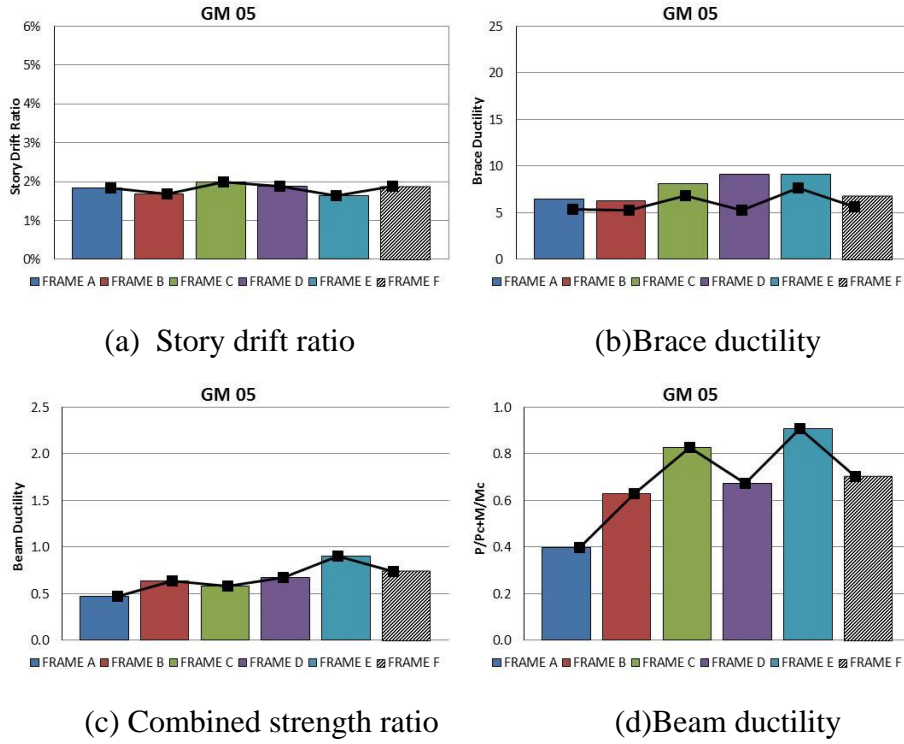 GM 05
6%
5%
4%
3%
2%
1%
0%
Story Drift Ratio
FRAME A FRAME B FRAME C FRAME D FRAME E FRAME F
(a) Story drift ratio
GM 05
25
20
15
10
5
0
Brace Ductility
FRAME A FRAME B FRAME C FRAME D FRAME E FRAME F
(b)Brace ductility
GM 05
2.5
2.0
1.5
1.0
0.5
0.0
Beam Ductility
FRAME A FRAME B FRAME C FRAME D FRAME E FRAME F
(c) Combined strength ratio
GM 05
1.0
0.8
0.6
0.4
0.2
0.0
P/Pc+M/Mc
FRAME A FRAME B FRAME C FRAME D FRAME E FRAME F
(d)Beam ductility